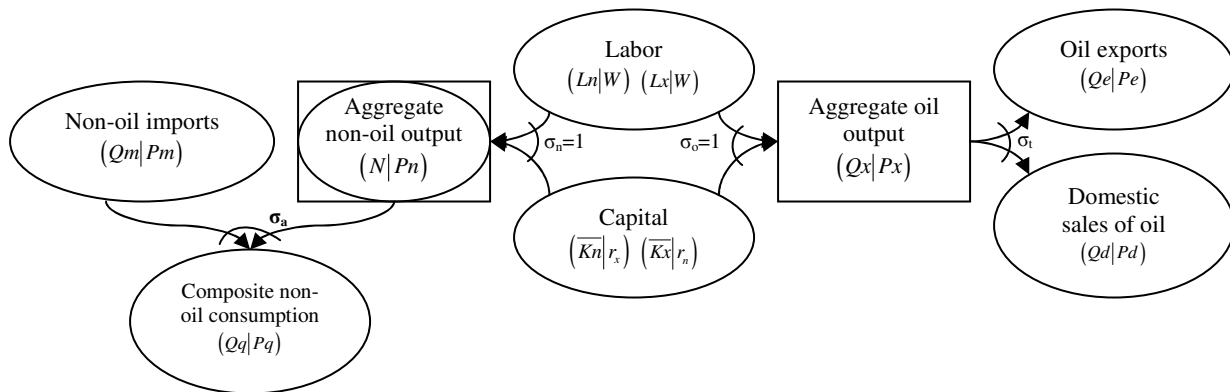 Non-oil imports
(Qm|Pm)
Aggregate
non-oil output
(N|Pn)
Labor
(Ln|W) (Lx|W)
σn=1
σo=1
Aggregate oil
output
(Qx|Px)
Oil exports
(Qe|Pe)
σt
Capital
(K̅n̅|rx) (K̅x̅|rn)
Domestic
sales of oil
(Qd|Pd)
σa
Composite non-
oil consumption
(Qq|Pq)